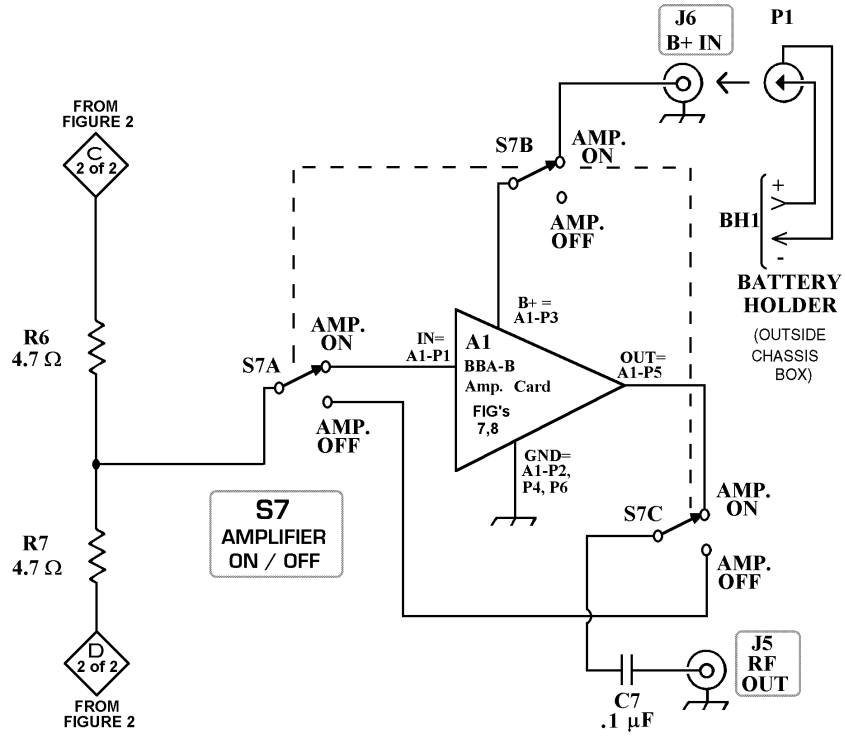 J6
B+ IN
P1
FROM
FIGURE 2
C
2 of 2
S7B
AMP.
ON
AMP.
OFF
+
BH1
-
BATTERY
HOLDER
(OUTSIDE
CHASSIS
BOX)
R6
4.7 Ω
S7A
AMP.
ON
AMP.
OFF
IN=
A1-P1
B+ =
A1-P3
A1
BBA-B
Amp. Card
FIG's
7,8
OUT=
A1-P5
GND=
A1-P2,
P4, P6
S7
AMPLIFIER
ON / OFF
S7C
AMP.
ON
AMP.
OFF
R7
4.7 Ω
D
2 of 2
FROM
FIGURE 2
C7
.1 µF
J5
RF
OUT